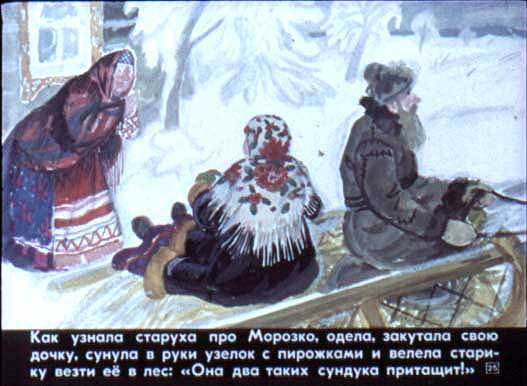 Как узнала старуха про Морозко, одела, закутала свою
дочку, сунула в руки узелок с пирожками и велела стари-
ку везти её в лес: «Она два таких сундука притащит!» 25